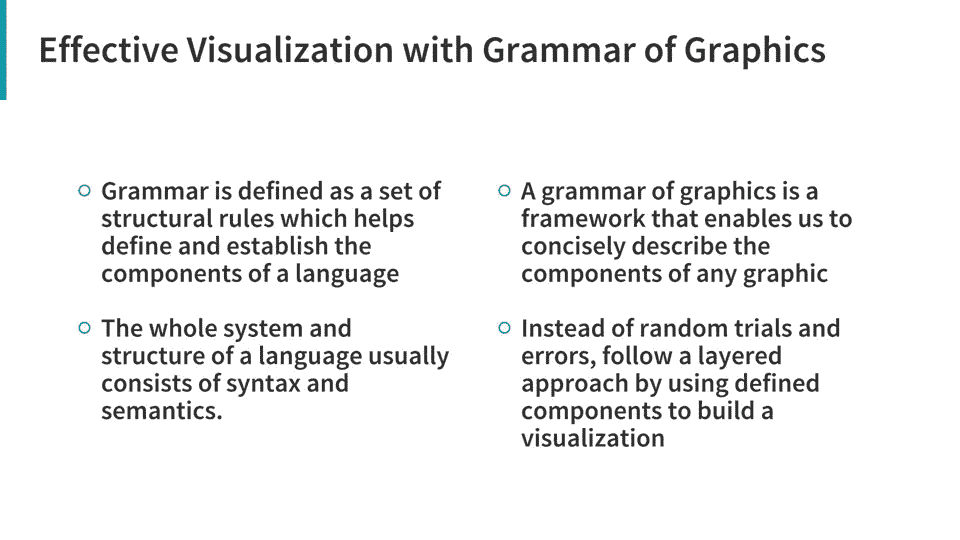 Effective Visualization with Grammar of Graphics
Grammar is defined as a set of
structural rules which helps
define and establish the
components of a language
The whole system and
structure of a language usually
consists of syntax and
semantics.
A grammar of graphics is a
framework that enables us to
concisely describe the
components of any graphic
Instead of random trials and
errors, follow a layered
approach by using defined
components to build a
visualization